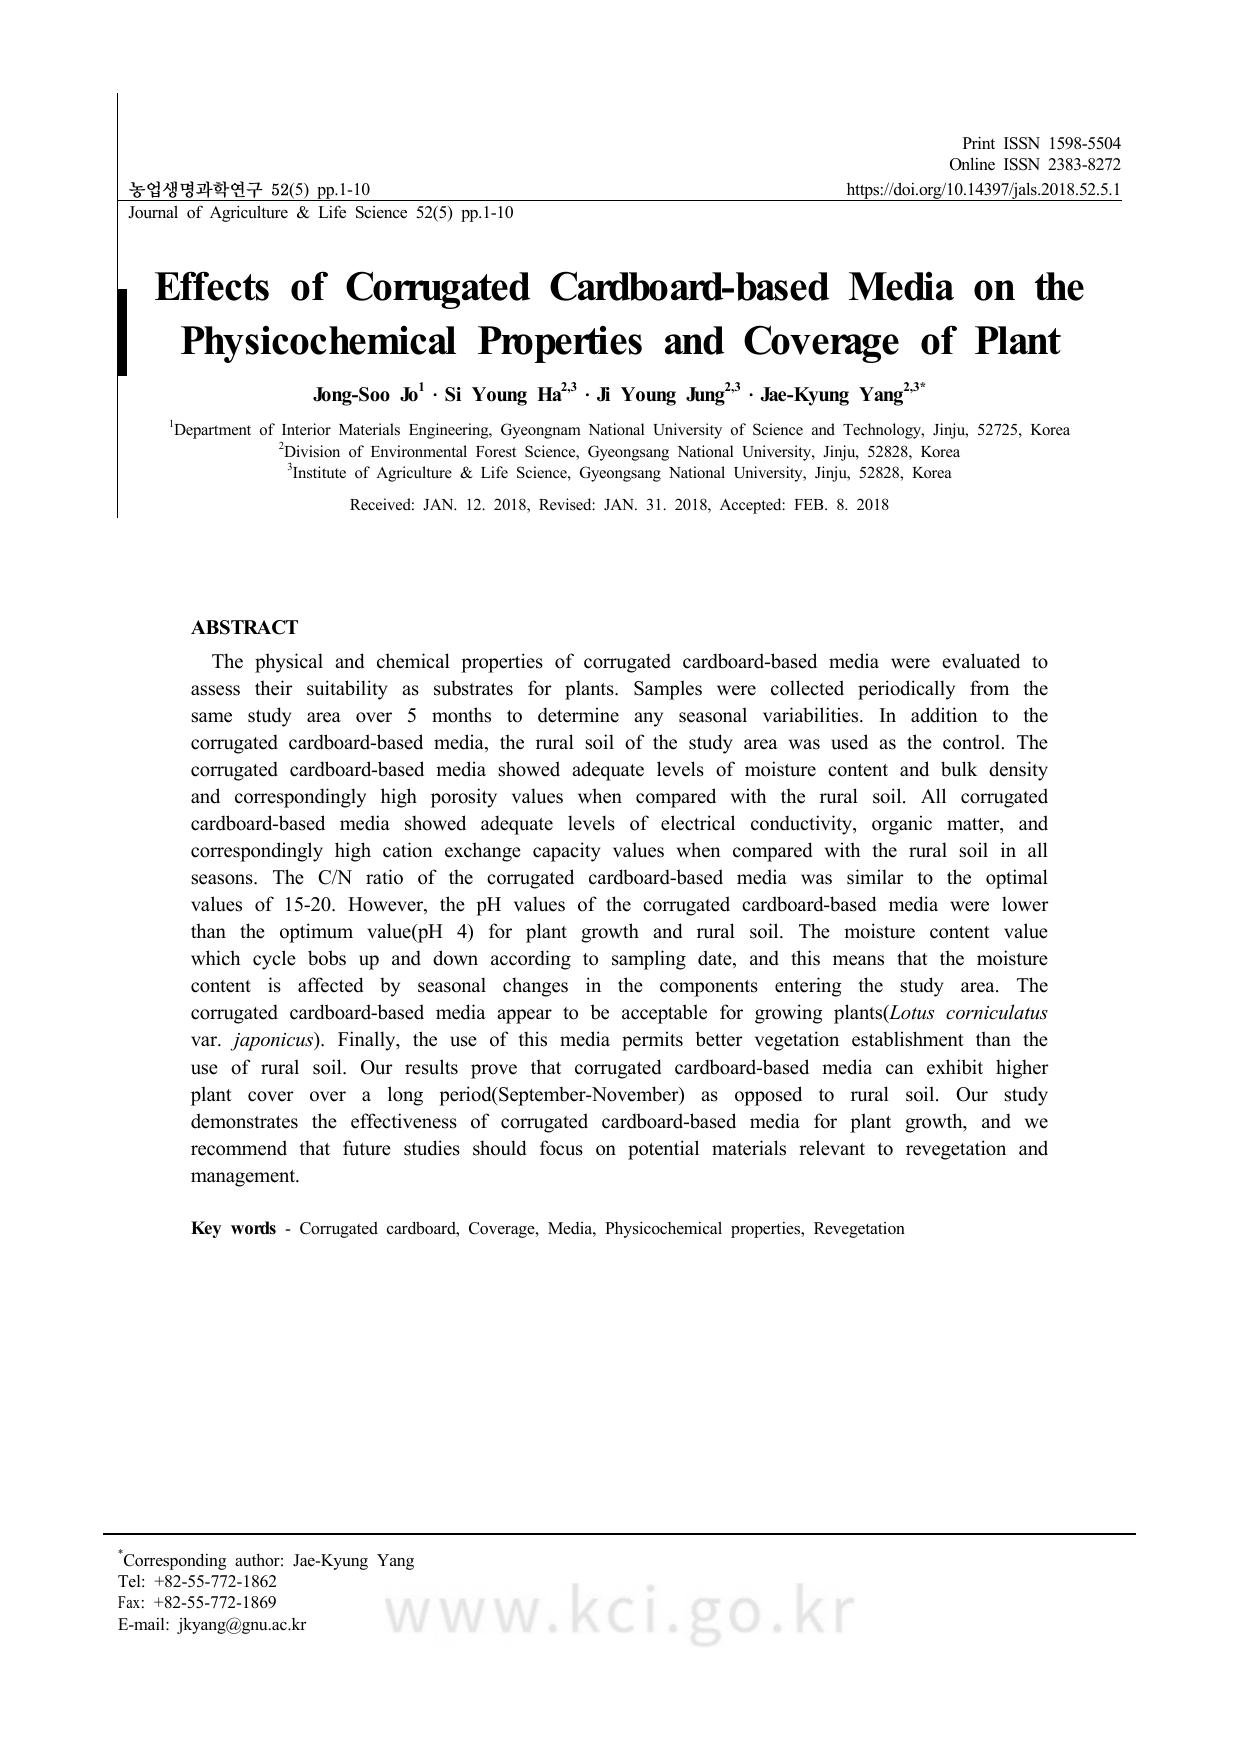 Print ISSN 1598-5504
Online ISSN 2383-8272
농업생명과학연구 52(5) pp.1-10
https://doi.org/10.14397/jals.2018.52.5.1
Journal of Agriculture & Life Science 52(5) pp.1-10
Effects of Corrugated Cardboard-based Media on the
Physicochemical Properties and Coverage of Plant
Jong-Soo Jo1 · Si Young Ha2,3 · Ji Young Jung2,3 · Jae-Kyung Yang2,3*
1Department of Interior Materials Engineering, Gyeongnam National University of Science and Technology, Jinju, 52725, Korea
2Division of Environmental Forest Science, Gyeongsang National University, Jinju, 52828, Korea
3Institute of Agriculture & Life Science, Gyeongsang National University, Jinju, 52828, Korea
Received: JAN. 12. 2018, Revised: JAN. 31. 2018, Accepted: FEB. 8. 2018
ABSTRACT
The physical and chemical properties of corrugated cardboard-based media were evaluated to
assess their suitability as substrates for plants. Samples were collected periodically from the
same study area over 5 months to determine any seasonal variabilities. In addition to the
corrugated cardboard-based media, the rural soil of the study area was used as the control. The
corrugated cardboard-based media showed adequate levels of moisture content and bulk density
and correspondingly high porosity values when compared with the rural soil. All corrugated
cardboard-based media showed adequate levels of electrical conductivity, organic matter, and
correspondingly high cation exchange capacity values when compared with the rural soil in all
seasons. The C/N ratio of the corrugated cardboard-based media was similar to the optimal
values of 15-20. However, the pH values of the corrugated cardboard-based media were lower
than the optimum value(pH 4) for plant growth and rural soil. The moisture content value
which cycle bobs up and down according to sampling date, and this means that the moisture
content is affected by seasonal changes in the components entering the study area. The
corrugated cardboard-based media appear to be acceptable for growing plants(Lotus corniculatus
var. japonicus). Finally, the use of this media permits better vegetation establishment than the
use of rural soil. Our results prove that corrugated cardboard-based media can exhibit higher
plant cover over a long period(September-November) as opposed to rural soil. Our study
demonstrates the effectiveness of corrugated cardboard-based media for plant growth, and we
recommend that future studies should focus on potential materials relevant to revegetation and
management.
Key words - Corrugated cardboard, Coverage, Media, Physicochemical properties, Revegetation
*Corresponding author: Jae-Kyung Yang
Tel: +82-55-772-1862
Fax: +82-55-772-1869
E-mail: jkyang@gnu.ac.kr
www.kci.go.kr